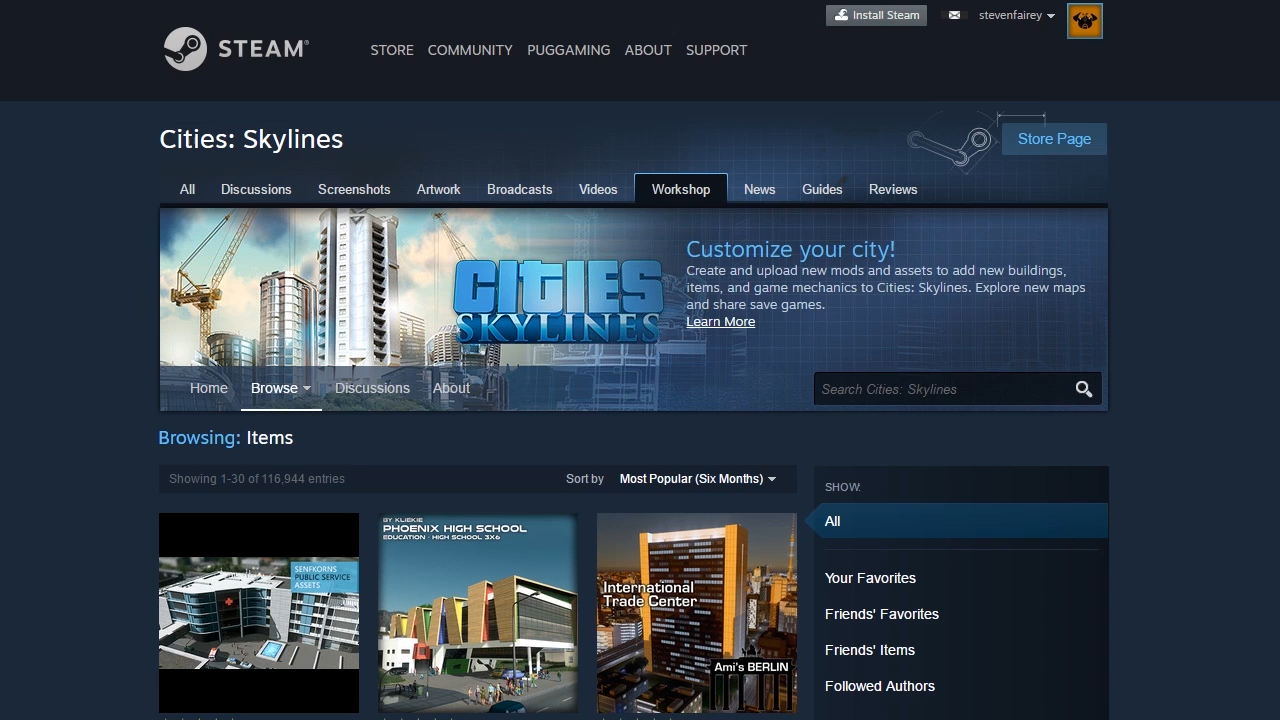 Install Steam
stevenfairey
STEAM®
STORE COMMUNITY PUGGAMING ABOUT SUPPORT
Cities: Skylines
Store Page
All Discussions Screenshots Artwork Broadcasts Videos Workshop News Guides Reviews
CITIES
SKYLINES
Customize your city!
Create and upload new mods and assets to add new buildings,
items, and game mechanics to Cities: Skylines. Explore new maps
and share save games.
Learn More
Home Browse Discussions About
Search Cities: Skylines
Browsing: Items
Showing 1-30 of 116,944 entries
Sort by Most Popular (Six Months)
SENFKORNS
PUBLIC SERVICE
ASSETS
BY KLIEKIE
PHOENIX HIGH SCHOOL
EDUCATION - HIGH SCHOOL 3X6
International
Trade Center
Ami's BERLIN
SHOW:
All
Your Favorites
Friends' Favorites
Friends' Items
Followed Authors